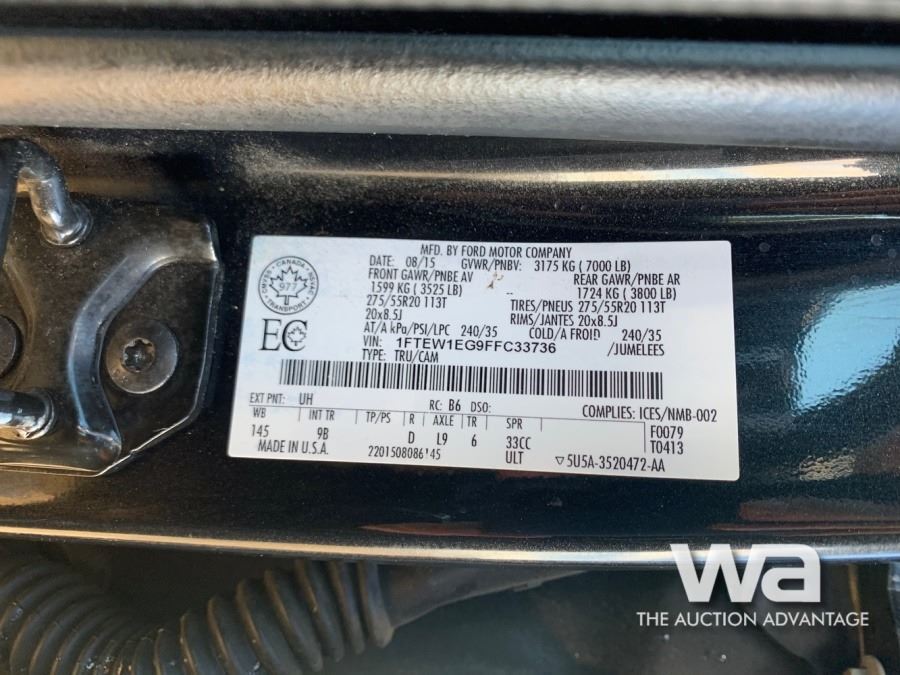 MFD. BY FORD MOTOR COMPANY
DATE: 08/15 GVWR/PNBV: 3175 KG ( 7000 LB)
FRONT GAWR/PNBE AV REAR GAWR/PNBE AR
1599 KG ( 3525 LB) -- 1724 KG ( 3800 LB)
275/55R20 113T TIRES/PNEUS 275/55R20 113T
20x8.5J RIMS/JANTES 20x8.5J
AT/A kPa/PSI/LPC 240/35 COLD/A FROID 240/35
VIN: 1FTEW1EG9FFC33736 /JUMELEES
TYPE: TRU/CAM
CANADA
977
TRANSPORT
EC
EXT PNT: UH RC: B6 DSO: COMPLIES: ICES/NMB-002
WB INT TR TP/PS R AXLE TR SPR F0079
145 9B D L9 6 33CC T0413
MADE IN U.S.A. 2201508086145 ULT ▽5U5A-3520472-AA
wa
THE AUCTION ADVANTAGE